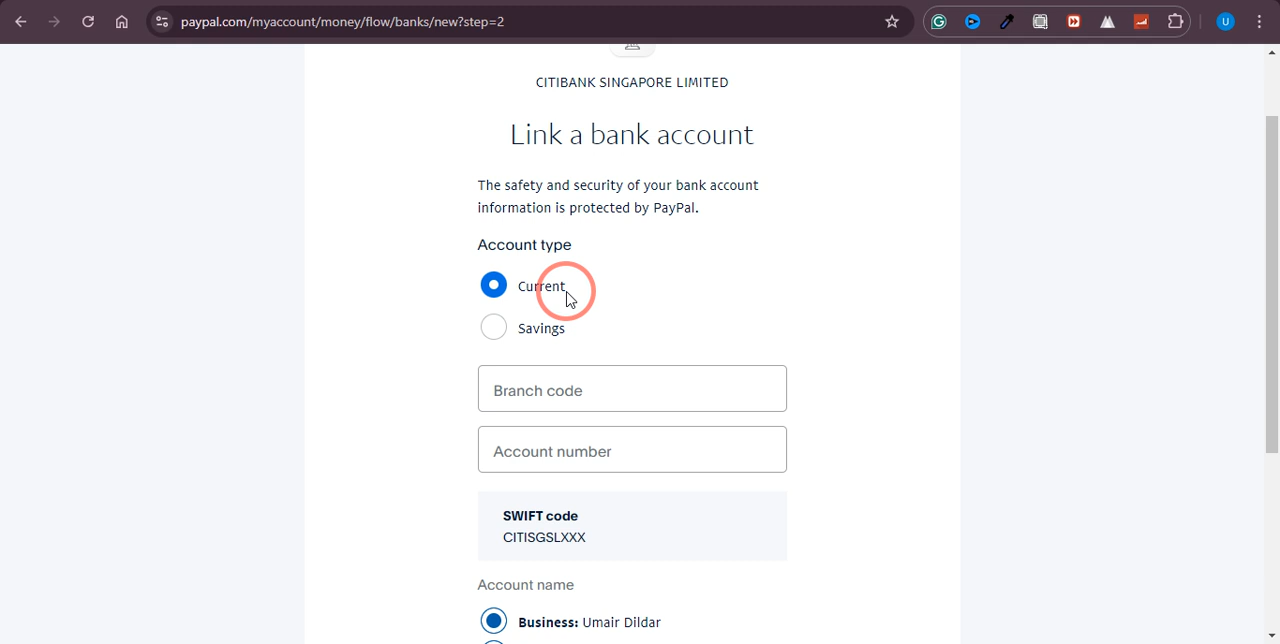 paypal.com/myaccount/money/flow/banks/new?step=2
U
CITIBANK SINGAPORE LIMITED
Link a bank account
The safety and security of your bank account
information is protected by PayPal.
Account type
Current
Savings
Branch code
Account number
SWIFT code
CITISGSLXXX
Account name
Business: Umair Dildar